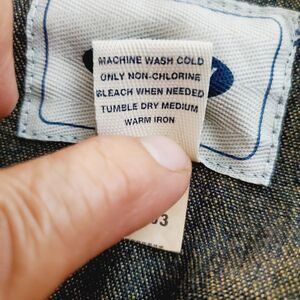 MACHINE WASH COLD
ONLY NON-CHLORINE
BLEACH WHEN NEEDED
TUMBLE DRY MEDIUM
WARM IRON